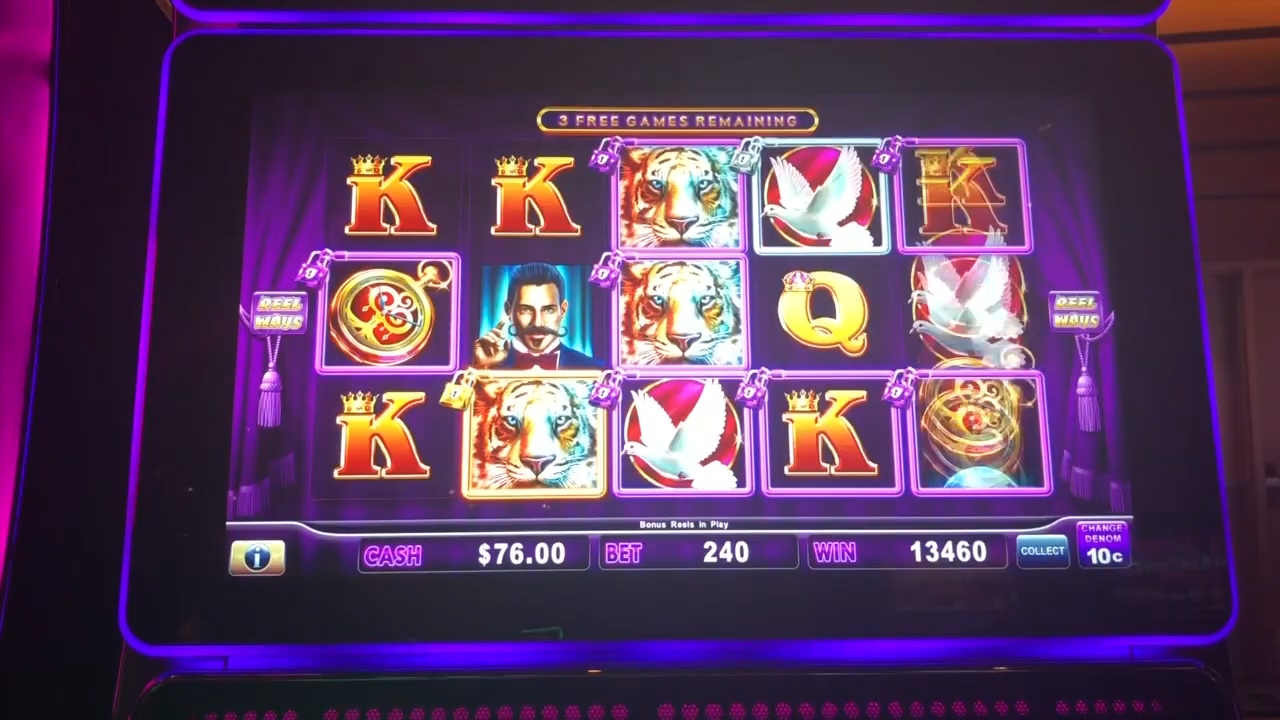 3 FREE GAMES REMAINING
K
K
K
REEL
WAYS
Q
REEL
WAYS
K
K
Bonus Reels In Play
CASH $76.00 BET 240 WIN 13460 COLLECT
CHANGE
DENOM
10¢